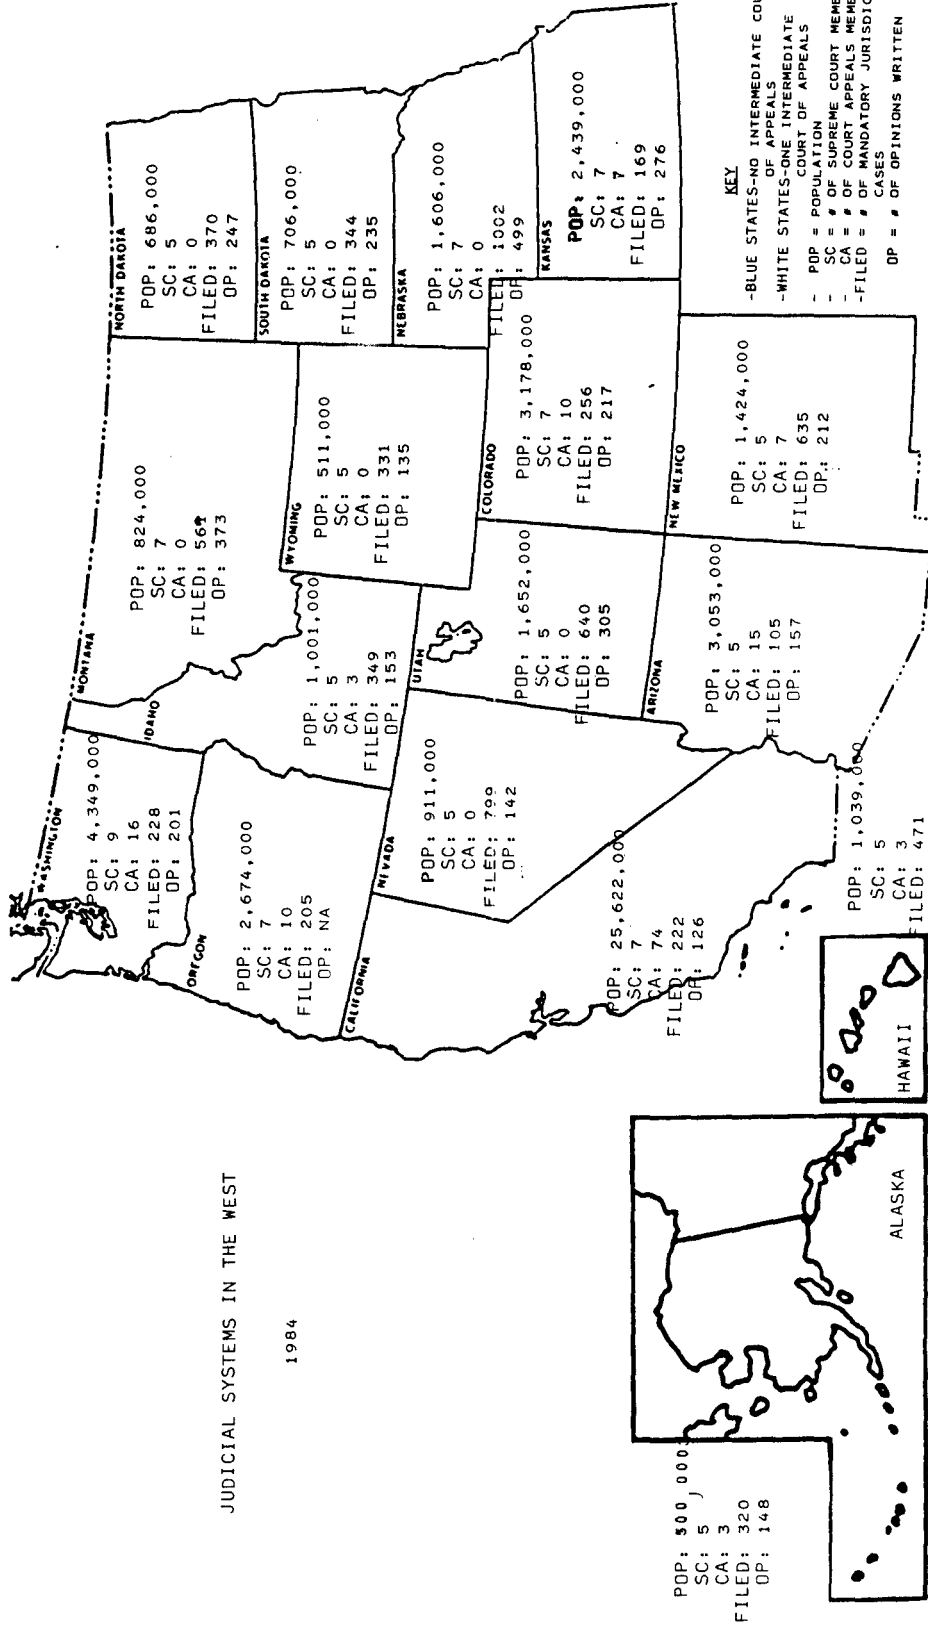 JUDICIAL SYSTEMS IN THE WEST
1984
WASHINGTON
POP: 4,349,000
SC: 9
CA: 16
FILED: 228
OP: 201
OREGON
POP: 2,674,000
SC: 7
CA: 10
FILED: 205
OP: NA
CALIFORNIA
POP: 25,622,000
SC: 7
CA: 74
FILED: 222
OP: 126
IDAHO
POP: 1,001,000
SC: 5
CA: 3
FILED: 349
OP: 153
NEVADA
POP: 911,000
SC: 5
CA: 0
FILED: 799
OP: 142
MONTANA
POP: 824,000
SC: 7
CA: 0
FILED:
OP: 373
WYOMING
POP: 511,000
SC: 5
CA: 0
FILED: 331
OP: 135
UTAH
POP: 1,652,000
SC: 5
CA: 0
FILED: 640
OP: 305
ARIZONA
POP: 3,053,000
SC: 5
CA: 15
FILED: 105
OP: 157
COLORADO
POP: 3,178,000
SC: 7
CA: 10
FILED: 256
OP: 217
NEW MEXICO
POP: 1,424,000
SC: 5
CA: 7
FILED: 635
OP: 212
NORTH DAKOTA
POP: 686,000
SC: 5
CA: 0
FILED: 370
OP: 247
SOUTH DAKOTA
POP: 706,000
SC: 5
CA: 0
FILED: 344
OP: 235
NEBRASKA
POP: 1,606,000
SC: 7
CA: 0
FILED: 1002
OP: 499
KANSAS
POP: 2,439,000
SC: 7
CA: 7
FILED: 169
OP: 276
POP: 500,000
SC: 5
CA: 3
FILED: 320
OP: 148
ALASKA
HAWAII
POP: 1,039,000
SC: 5
CA: 3
FILED: 471
KEY
-BLUE STATES-NO INTERMEDIATE COU
OF APPEALS
-WHITE STATES-ONE INTERMEDIATE
COURT OF APPEALS
- POP = POPULATION
- SC = # OF SUPREME COURT MEME
- CA = # OF COURT APPEALS MEME
-FILED = # OF MANDATORY JURISDIC
CASES
OP = # OF OPINIONS WRITTEN